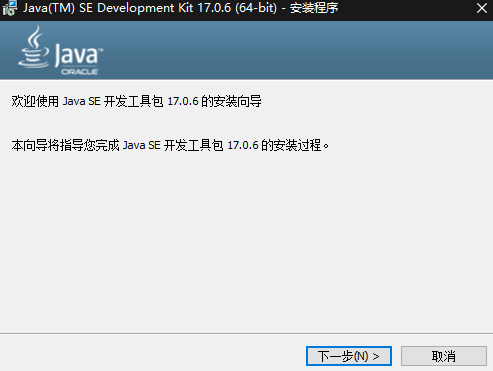 Java(TM) SE Development Kit 17.0.6 (64-bit) - 安装程序
Java™
ORACLE
欢迎使用 Java SE 开发工具包 17.0.6 的安装向导
本向导将指导您完成 Java SE 开发工具包 17.0.6 的安装过程。
下一步(N) >
取消